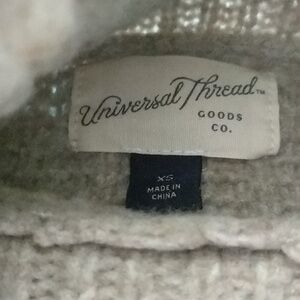 Universal Thread™
GOODS
CO.
XS
MADE IN
CHINA